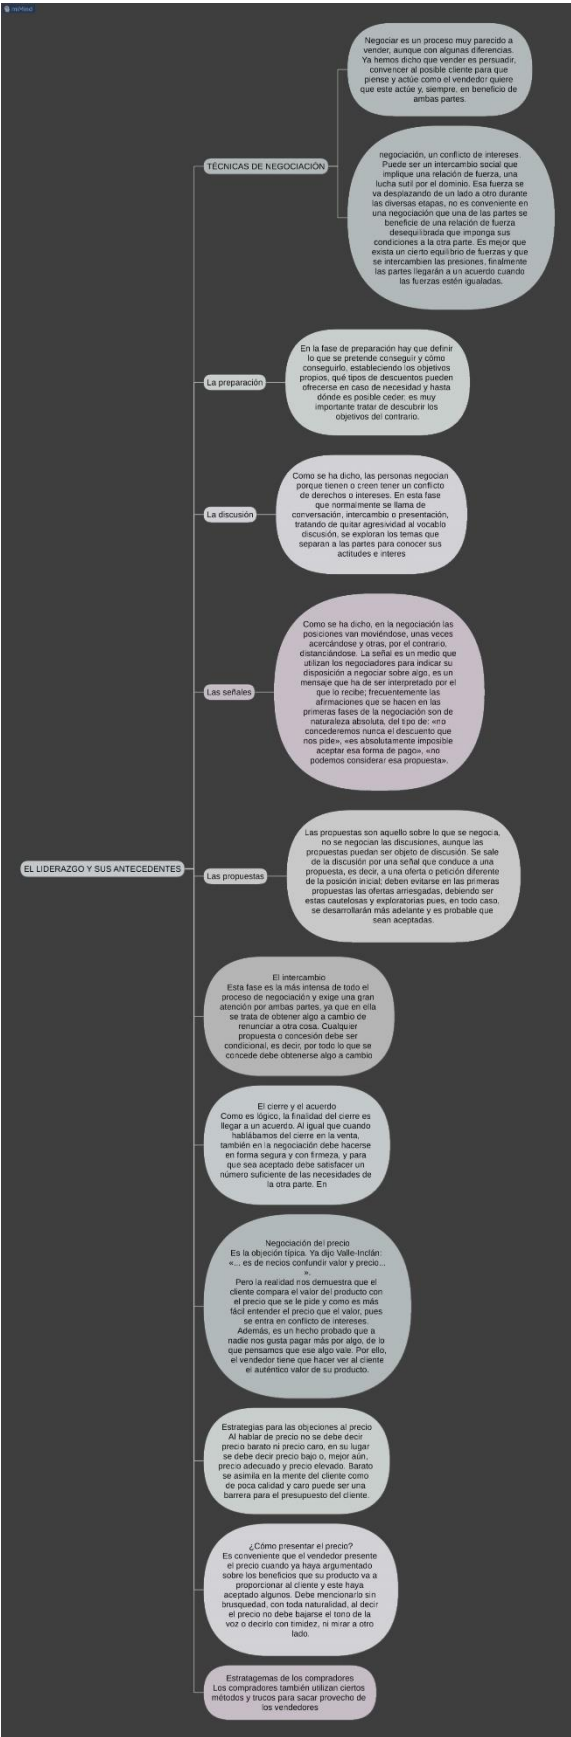 Negociar es un proceso muy parecido a
vender, aunque con algunas diferencias.
Ya hemos dicho que vender es persuadir,
convencer al posible cliente para que
piense y actúe como el vendedor quiere
que este actúe y, siempre, en beneficio de
ambas partes.
TÉCNICAS DE NEGOCIACIÓN
negociación, un conflicto de intereses.
Puede ser un intercambio social que
implique una relación de fuerza, una
lucha sutil por el dominio. Esa fuerza se
va desplazando de un lado a otro durante
las diversas etapas, no es conveniente en
una negociación que una de las partes se
beneficie de una relación de fuerza
desequilibrada que imponga sus
condiciones a la otra parte. Es mejor que
exista un cierto equilibrio de fuerzas y que
se intercambien las presiones, finalmente
las partes llegarán a un acuerdo cuando
las fuerzas estén igualadas.
La preparación
En la fase de preparación hay que definir
lo que se pretende conseguir y cómo
conseguirlo, estableciendo los objetivos
propios, qué tipos de descuentos pueden
ofrecerse en caso de necesidad y hasta
dónde es posible ceder; es muy
importante tratar de descubrir los
objetivos del contrario.
La discusión
Como se ha dicho, las personas negocian
porque tienen o creen tener un conflicto
de derechos o intereses. En esta fase
que normalmente se llama de
conversación, intercambio o presentación,
tratando de quitar agresividad al vocablo
discusión, se exploran los temas que
separan a las partes para conocer sus
actitudes e interes
Las señales
Como se ha dicho, en la negociación las
posiciones van moviéndose, unas veces
acercándose y otras, por el contrario,
distanciándose. La señal es un medio que
utilizan los negociadores para indicar su
disposición a negociar sobre algo, es un
mensaje que ha de ser interpretado por el
que lo recibe; frecuentemente las
afirmaciones que se hacen en las
primeras fases de la negociación son de
naturaleza absoluta, del tipo de: «no
concederemos nunca el descuento que
nos pide», «es absolutamente imposible
aceptar esa forma de pago», «no
podemos considerar esa propuesta».
EL LIDERAZGO Y SUS ANTECEDENTES
Las propuestas
Las propuestas son aquello sobre lo que se negocia,
no se negocian las discusiones, aunque las
propuestas puedan ser objeto de discusión. Se sale
de la discusión por una señal que conduce a una
propuesta, es decir, a una oferta o petición diferente
de la posición inicial; deben evitarse en las primeras
propuestas las ofertas arriesgadas, debiendo ser
estas cautelosas y exploratorias pues, en todo caso,
se desarrollarán más adelante y es probable que
sean aceptadas.
El intercambio
Esta fase es la más intensa de todo el
proceso de negociación y exige una gran
atención por ambas partes, ya que en ella
se trata de obtener algo a cambio de
renunciar a otra cosa. Cualquier
propuesta o concesión debe ser
condicional, es decir, por todo lo que se
concede debe obtenerse algo a cambio
El cierre y el acuerdo
Como es lógico, la finalidad del cierre es
llegar a un acuerdo. Al igual que cuando
hablábamos del cierre en la venta,
también en la negociación debe hacerse
en forma segura y con firmeza, y para
que sea aceptado debe satisfacer un
número suficiente de las necesidades de
la otra parte. En
Negociación del precio
Es la objeción típica. Ya dijo Valle-Inclán:
«... es de necios confundir valor y precio...
».
Pero la realidad nos demuestra que el
cliente compara el valor del producto con
el precio que se le pide y como es más
fácil entender el precio que el valor, pues
se entra en conflicto de intereses.
Además, es un hecho probado que a
nadie nos gusta pagar más por algo, de lo
que pensamos que ese algo vale. Por ello,
el vendedor tiene que hacer ver al cliente
el auténtico valor de su producto.
Estrategias para las objeciones al precio
Al hablar de precio no se debe decir
precio barato ni precio caro, en su lugar
se debe decir precio bajo o, mejor aún,
precio adecuado y precio elevado. Barato
se asimila en la mente del cliente como
de poca calidad y caro puede ser una
barrera para el presupuesto del cliente.
¿Cómo presentar el precio?
Es conveniente que el vendedor presente
el precio cuando ya haya argumentado
sobre los beneficios que su producto va a
proporcionar al cliente y este haya
aceptado algunos. Debe mencionarlo sin
brusquedad, con toda naturalidad, al decir
el precio no debe bajarse el tono de la
voz o decirlo con timidez, ni mirar a otro
lado.
Estratagemas de los compradores
Los compradores también utilizan ciertos
métodos y trucos para sacar provecho de
los vendedores